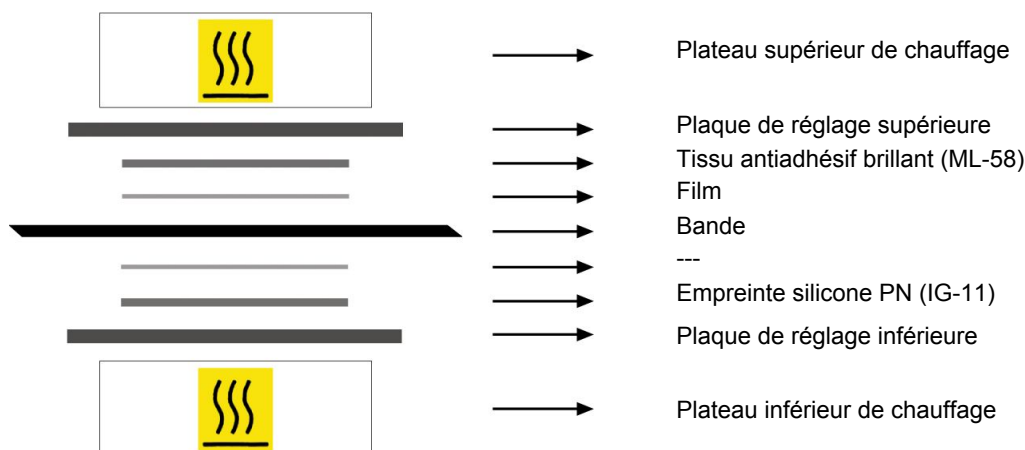 Plateau supérieur de chauffage
Plaque de réglage supérieure
Tissu antiadhésif brillant (ML-58)
Film
Bande
---
Empreinte silicone PN (IG-11)
Plaque de réglage inférieure
Plateau inférieur de chauffage